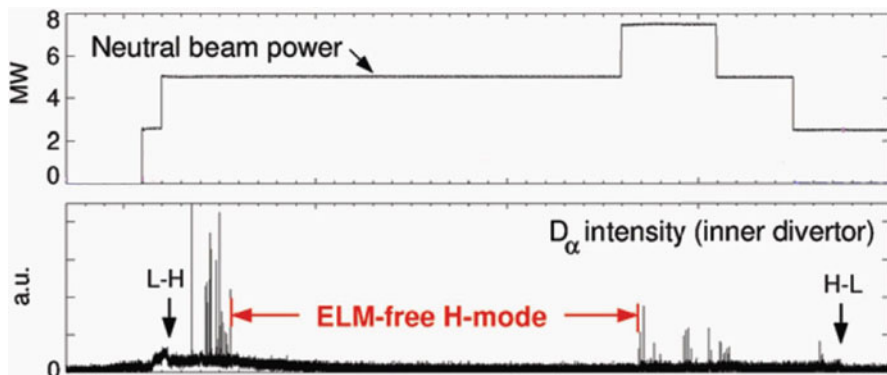 8
6
4
2
0
MW
Neutral beam power
D
α intensity (inner divertor)
L-H
H-L
ELM-free H-mode
a.u.
0